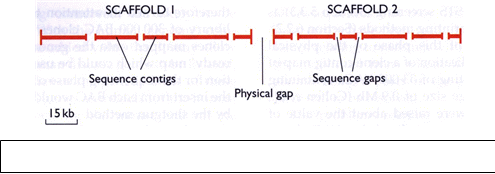 SCAFFOLD 1 SCAFFOLD 2
Sequence contigs Sequence gaps
Physical gap
15 kb